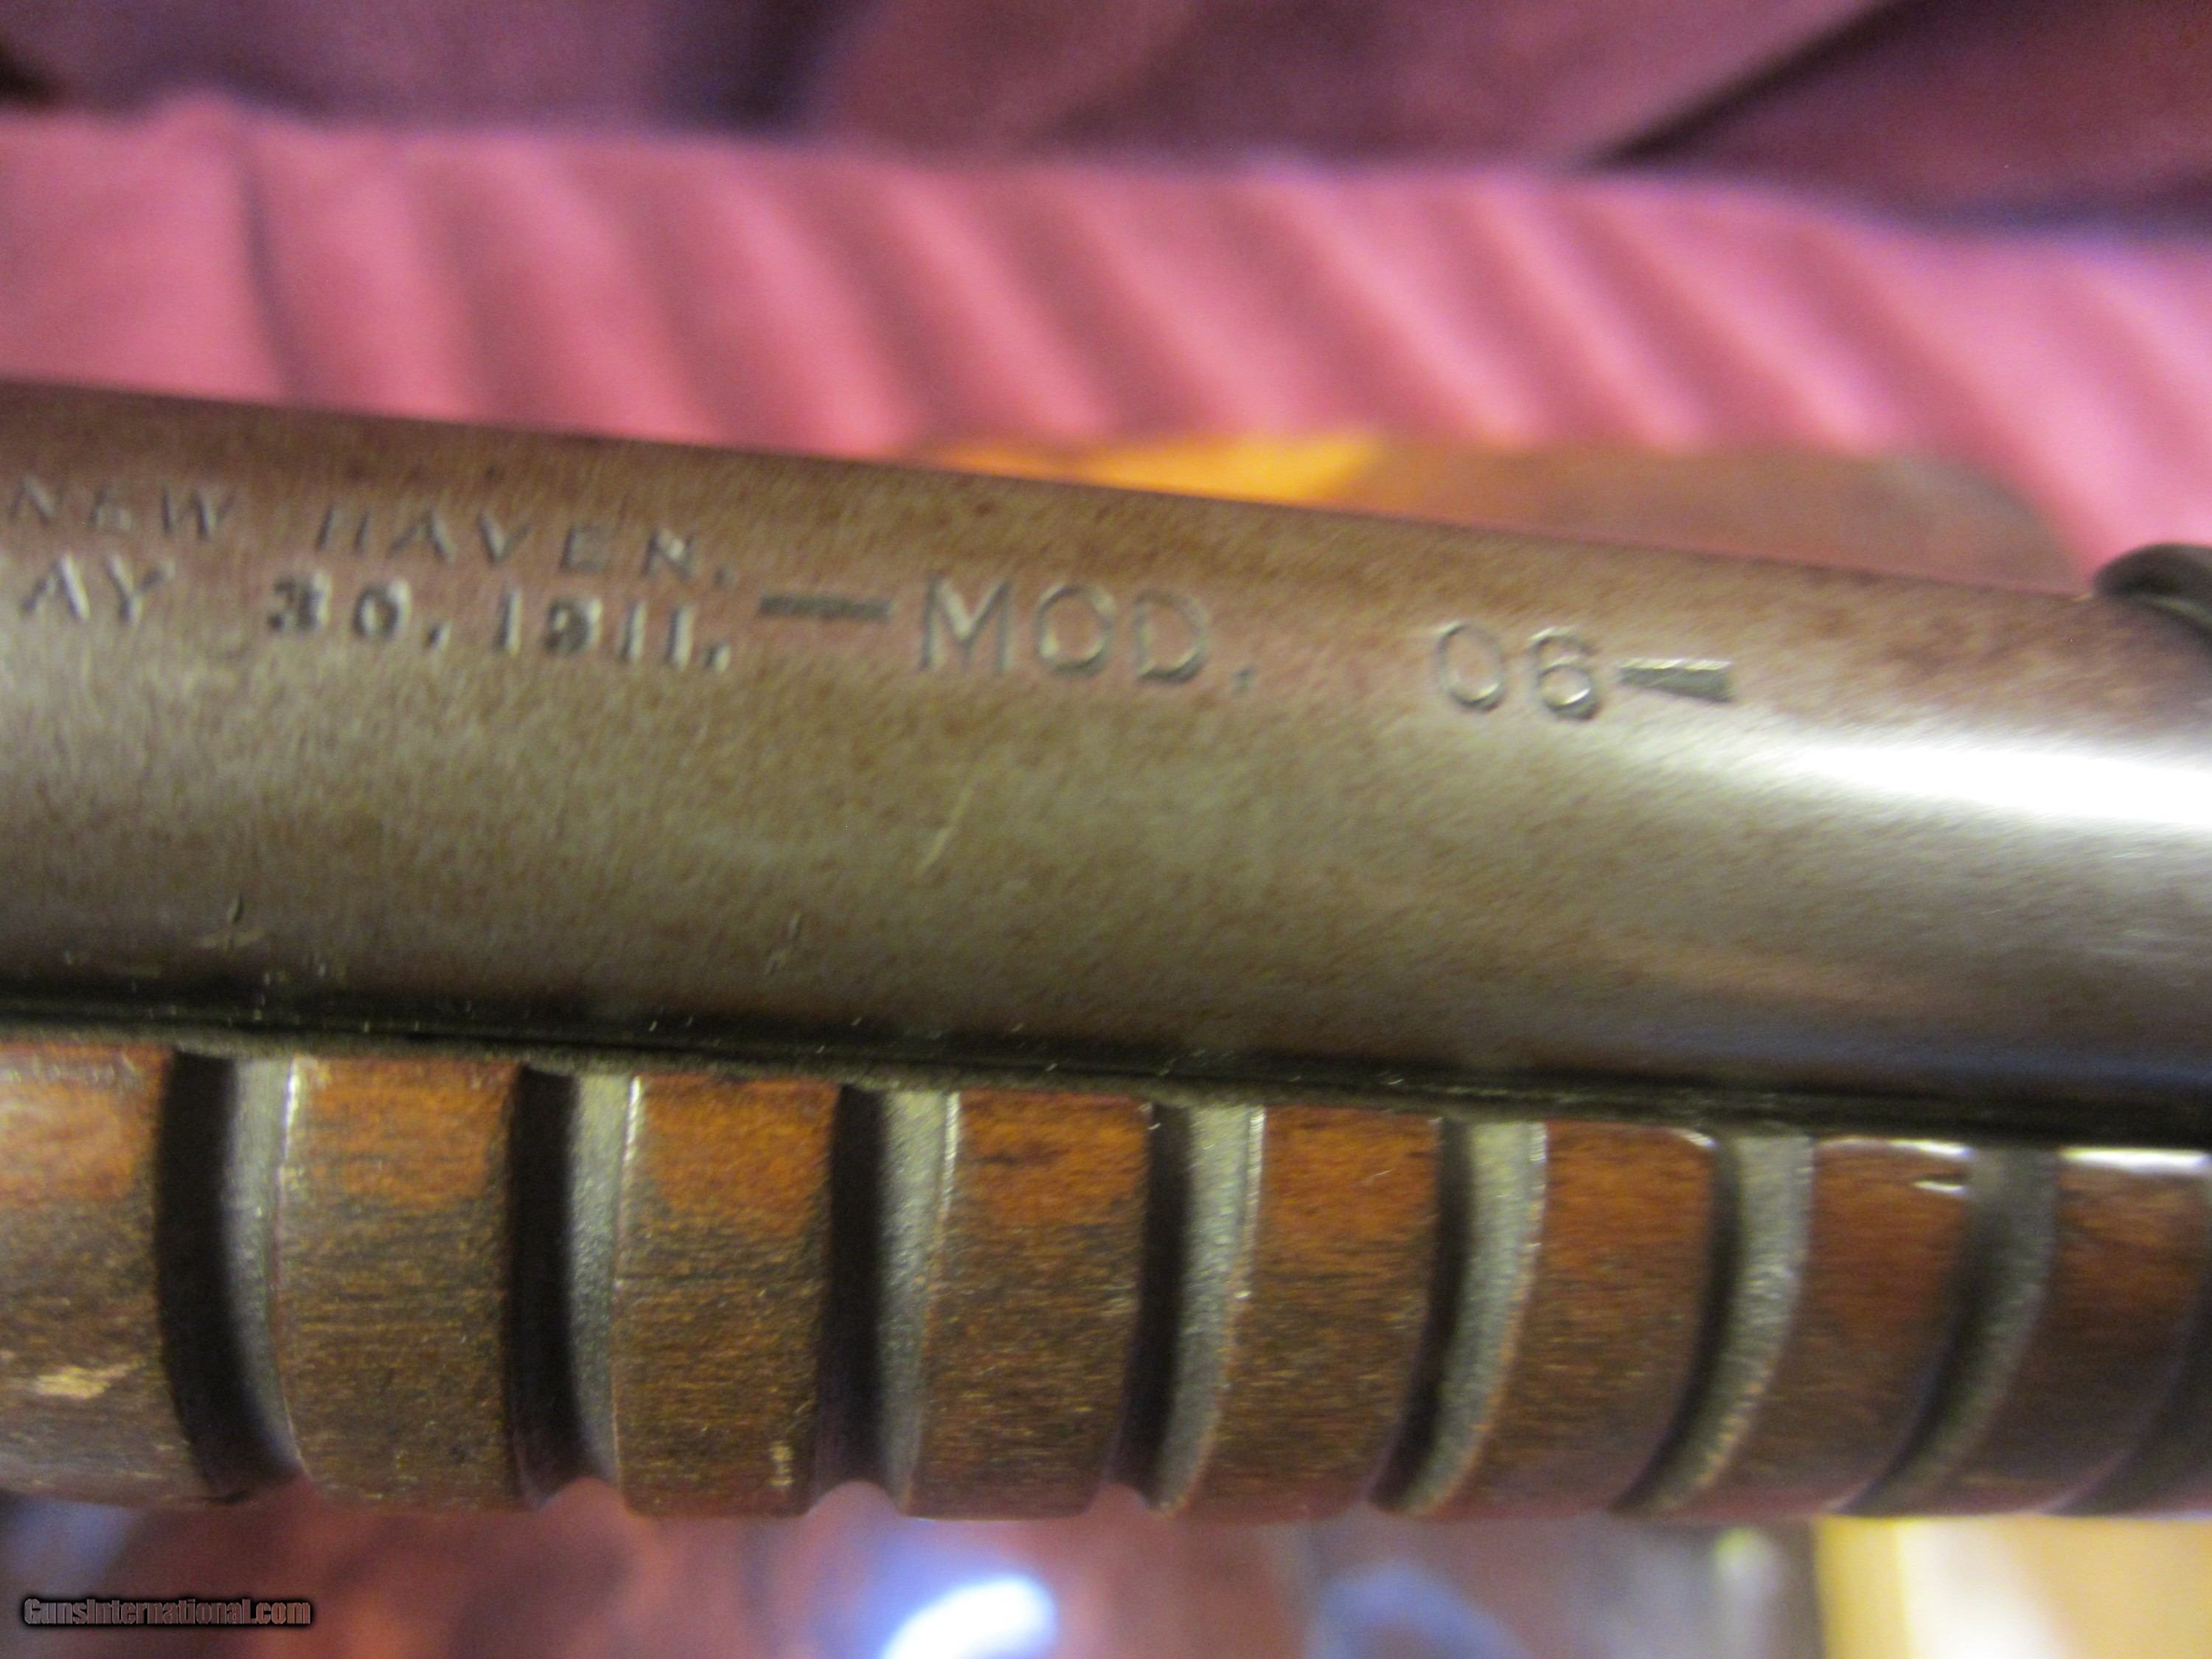 NEW HAVEN.
AY 30, 1911.
—MOD. 06—
GunsInternational.com